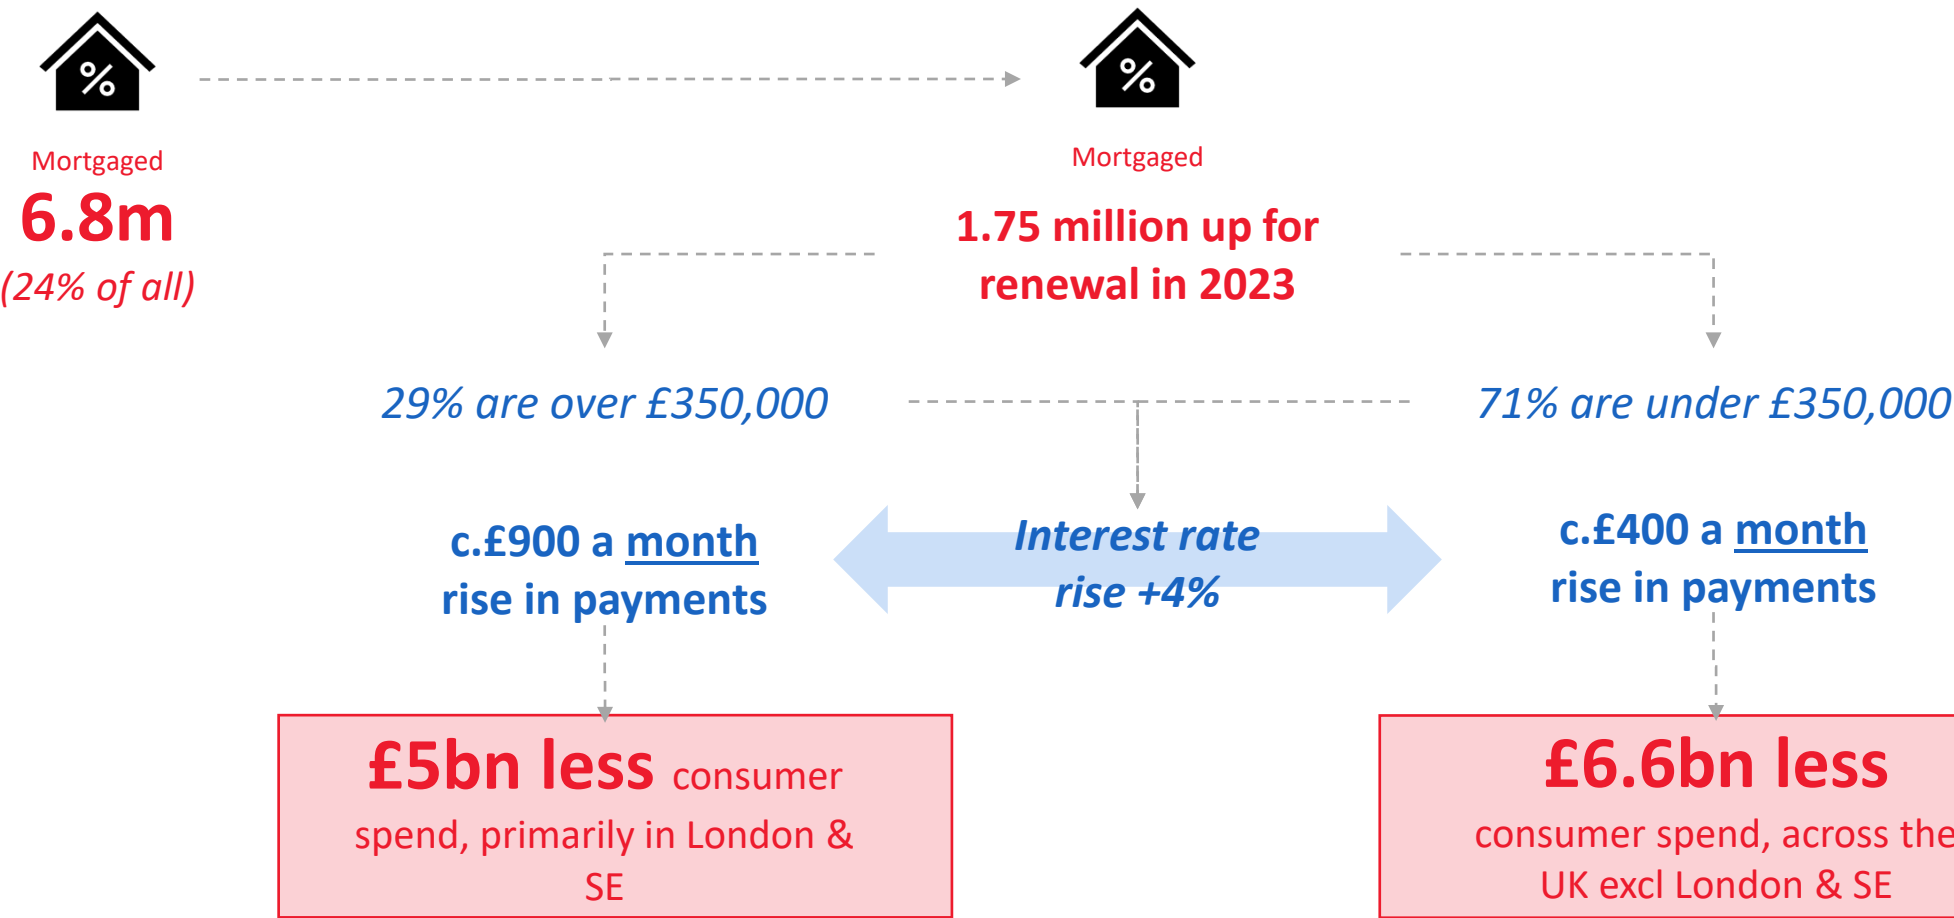 %
%
Mortgaged
6.8m
(24% of all)
Mortgaged
1.75 million up for
renewal in 2023
29% are over £350,000
71% are under £350,000
c.£900 a month
rise in payments
Interest rate
rise +4%
c.£400 a month
rise in payments
£5bn less consumer
spend, primarily in London &
SE
£6.6bn less
consumer spend, across the
UK excl London & SE